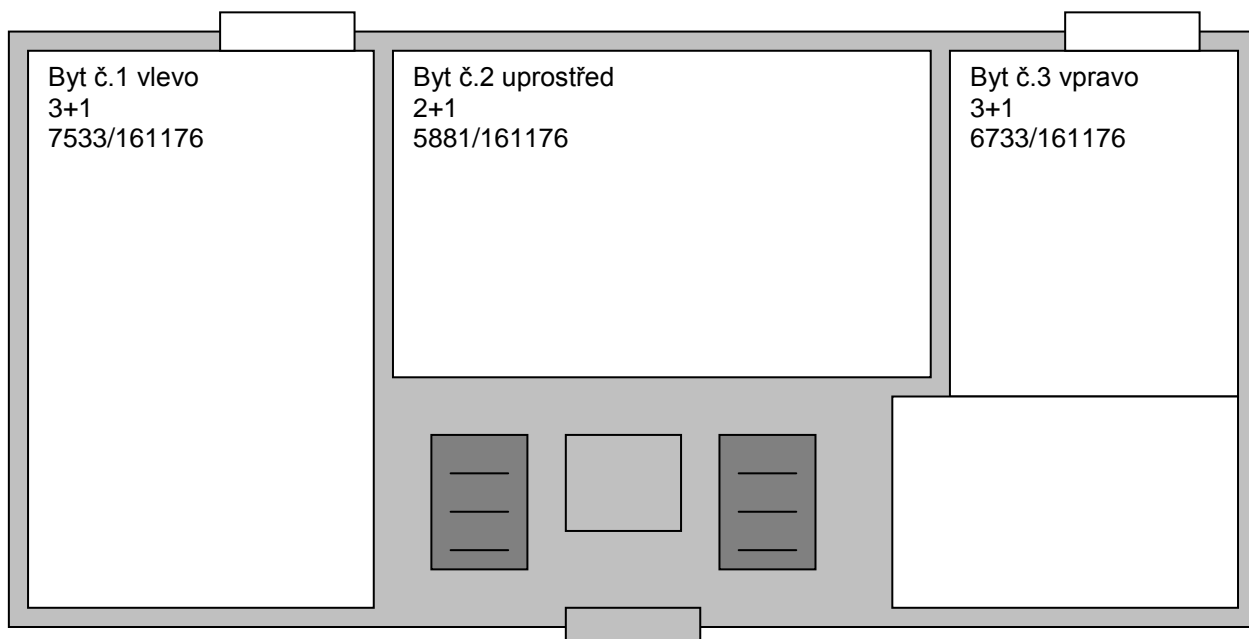 Byt č.1 vlevo
3+1
7533/161176
Byt č.2 uprostřed
2+1
5881/161176
Byt č.3 vpravo
3+1
6733/161176